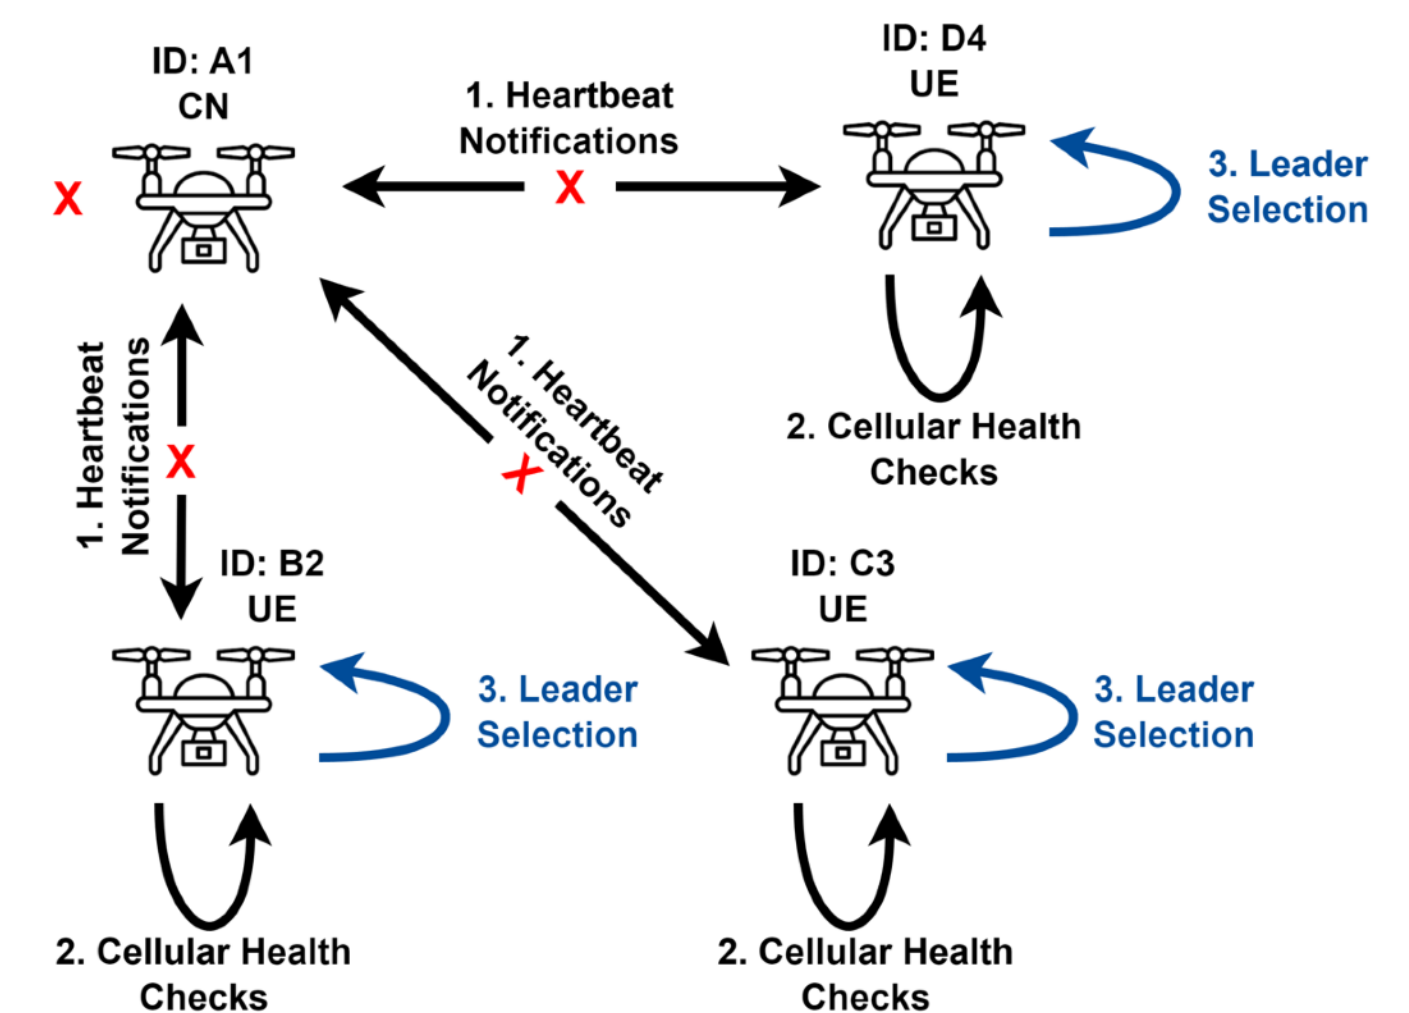 ID: A1
CN
ID: D4
UE
1. Heartbeat
Notifications
X
X
3. Leader
Selection
2. Cellular Health
Checks
1. Heartbeat
Notifications
X
1. Heartbeat
Notifications
X
ID: B2
UE
3. Leader
Selection
2. Cellular Health
Checks
ID: C3
UE
3. Leader
Selection
2. Cellular Health
Checks